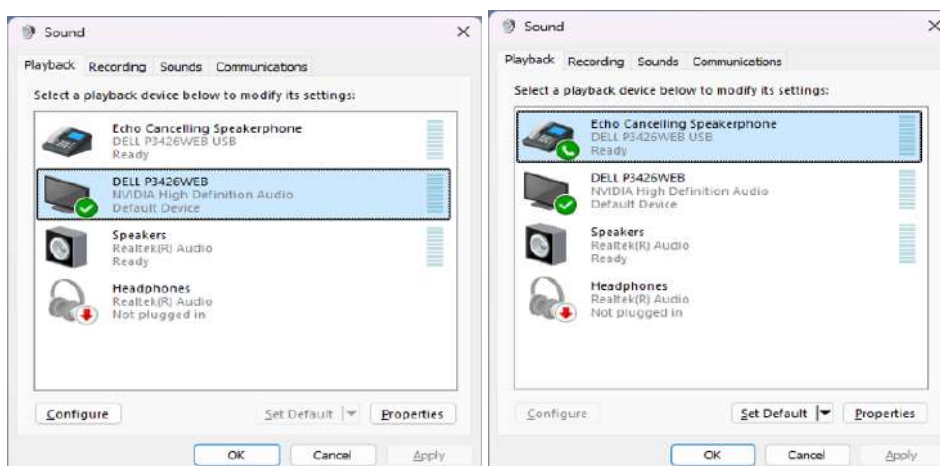 Sound
Playback Recording Sounds Communications
Select a playback device below to modify its settings:
Echo Cancelling Speakerphone
DELL P3426WEB USB
Ready
DELL P3426WEB
NVIDIA High Definition Audio
Default Device
Speakers
Realtek(R) Audio
Ready
Headphones
Realtek(R) Audio
Not plugged in
Configure Set Default Properties
OK Cancel Apply
Sound
Playback Recording Sounds Communications
Select a playback device below to modify its settings:
Echo Cancelling Speakerphone
DELL P3426WEB USB
Ready
DELL P3426WEB
NVIDIA High Definition Audio
Default Device
Speakers
Realtek(R) Audio
Ready
Headphones
Realtek(R) Audio
Not plugged in
Configure Set Default Properties
OK Cancel Apply